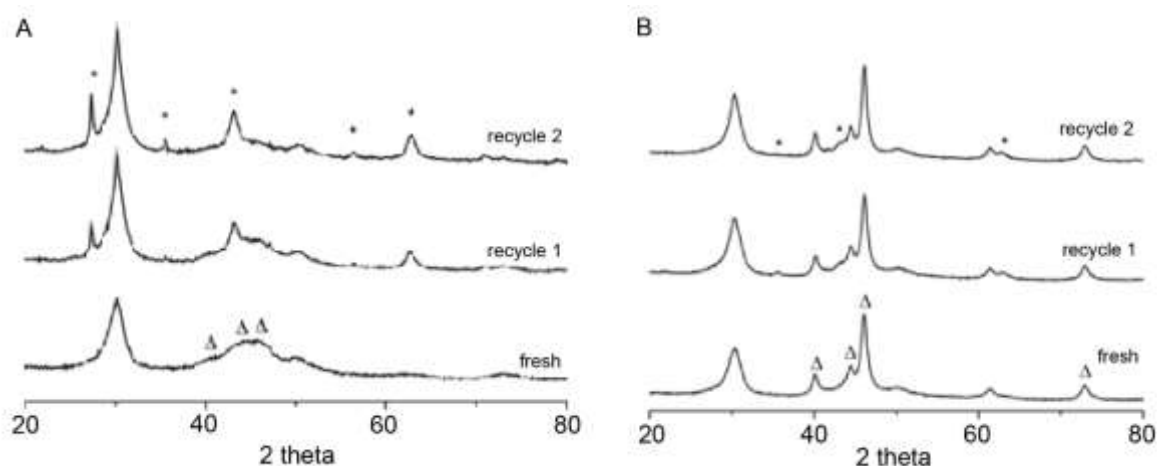 A
* * * * *
recycle 2
recycle 1
Δ Δ Δ
fresh
20 40 60 80
2 theta
B
* * *
recycle 2
recycle 1
Δ
Δ Δ Δ
fresh
20 40 60 80
2 theta